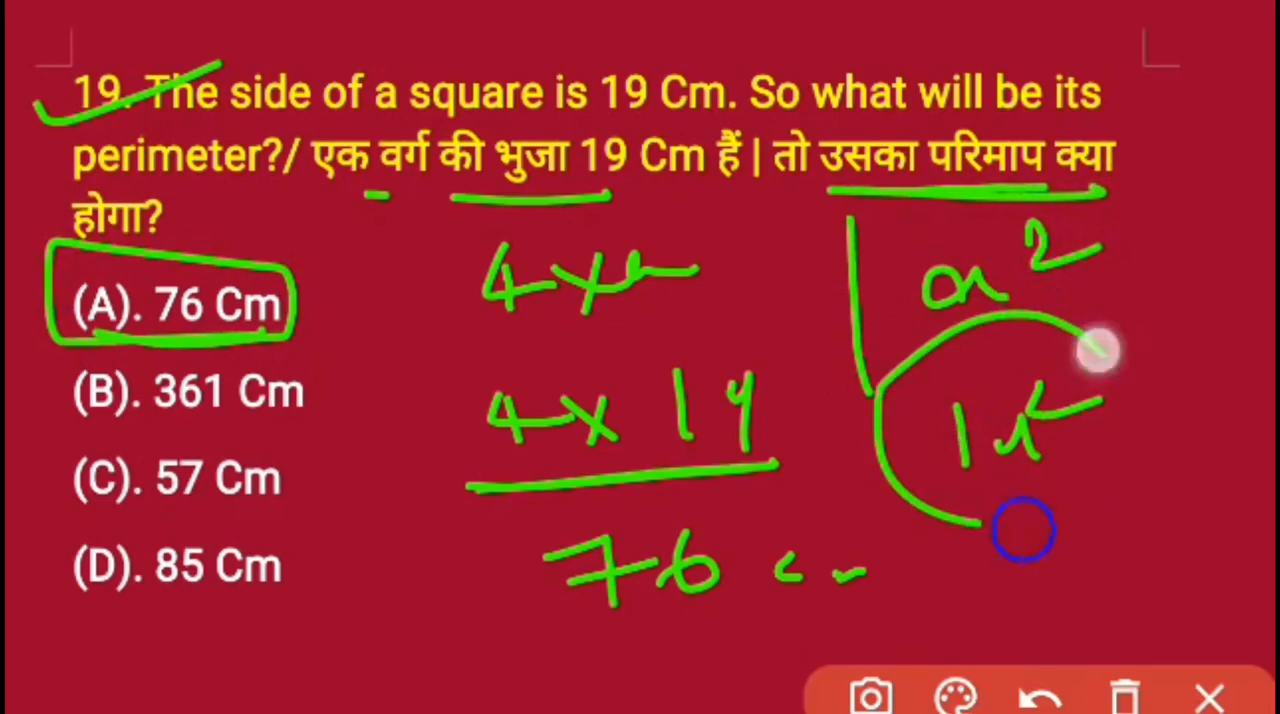 19. The side of a square is 19 Cm. So what will be its
perimeter?/ एक वर्ग की भुजा 19 Cm हैं | तो उसका परिमाप क्या
होगा?
(A). 76 Cm
(B). 361 Cm
(C). 57 Cm
(D). 85 Cm
4×a
4× 19
76 cm
a²